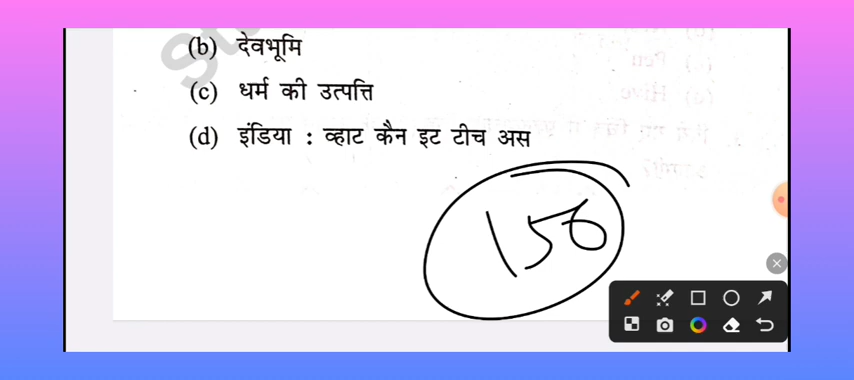 (b) देवभूमि
(c) धर्म की उत्पत्ति
(d) इंडिया : व्हाट कैन इट टीच अस
156